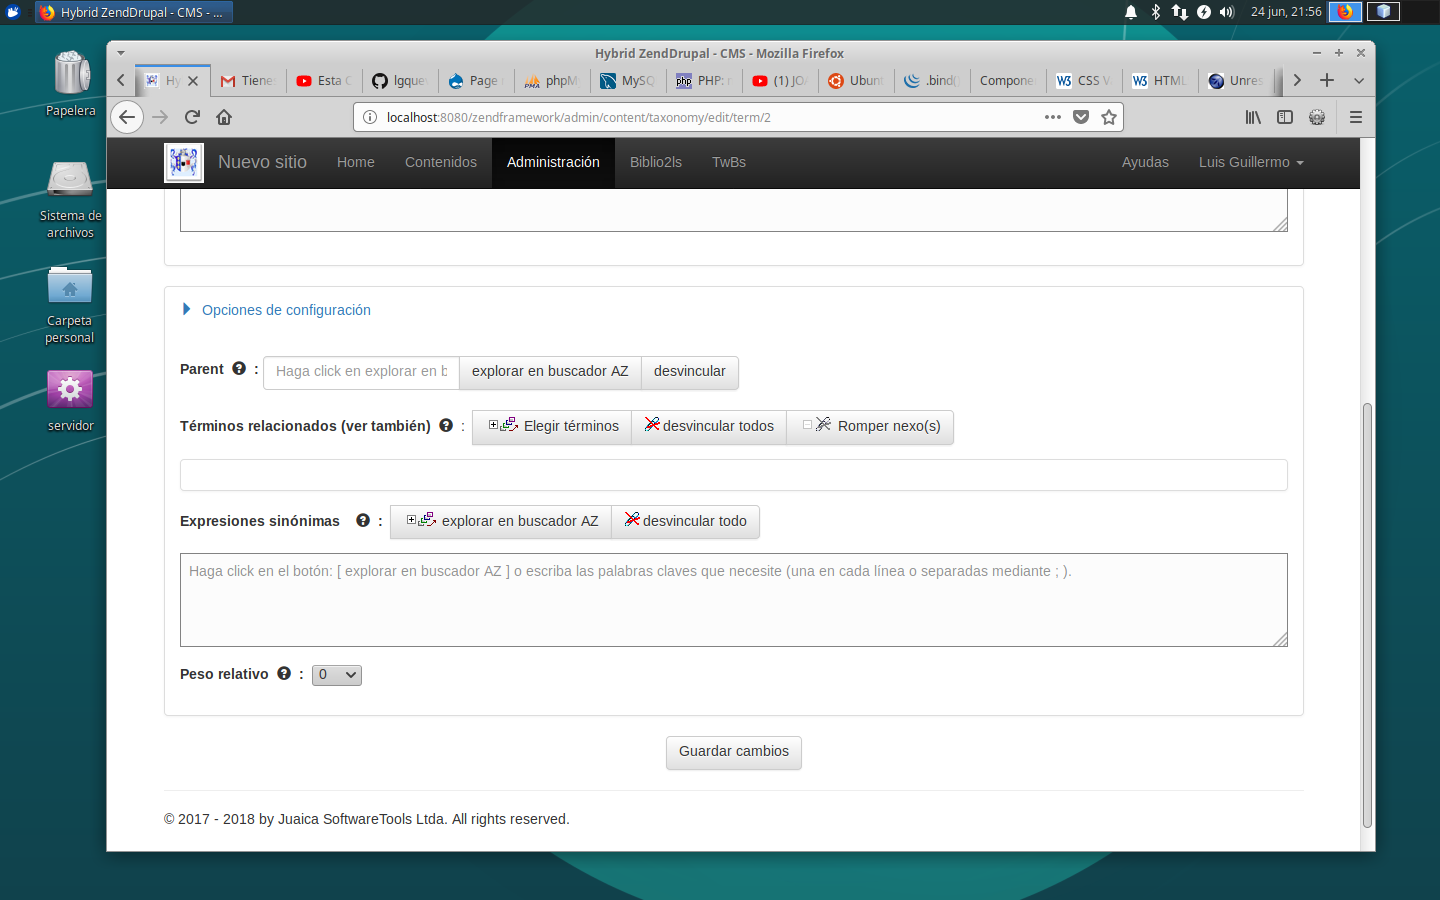 Hybrid ZendDrupal - CMS - ...
24 jun, 21:56
Papelera
Sistema de
archivos
Carpeta
personal
servidor
Hybrid ZendDrupal - CMS - Mozilla Firefox
Hy
Tiene
Esta C
lgque
Page
phpM
MySQ
PHP: r
(1) JO
Ubunt
.bind(
Compone
CSS V
HTML
Unres
localhost:8080/zendframework/admin/content/taxonomy/edit/term/2
Nuevo sitio Home Contenidos Administración Biblio2ls TwBs Ayudas Luis Guillermo
Opciones de configuración
Parent : Haga click en explorar en b explorar en buscador AZ desvincular
Términos relacionados (ver también) : Elegir términos desvincular todos Romper nexo(s)
Expresiones sinónimas : explorar en buscador AZ desvincular todo
Haga click en el botón: [ explorar en buscador AZ ] o escriba las palabras claves que necesite (una en cada línea o separadas mediante ; ).
Peso relativo : 0
Guardar cambios
© 2017 - 2018 by Juaica SoftwareTools Ltda. All rights reserved.